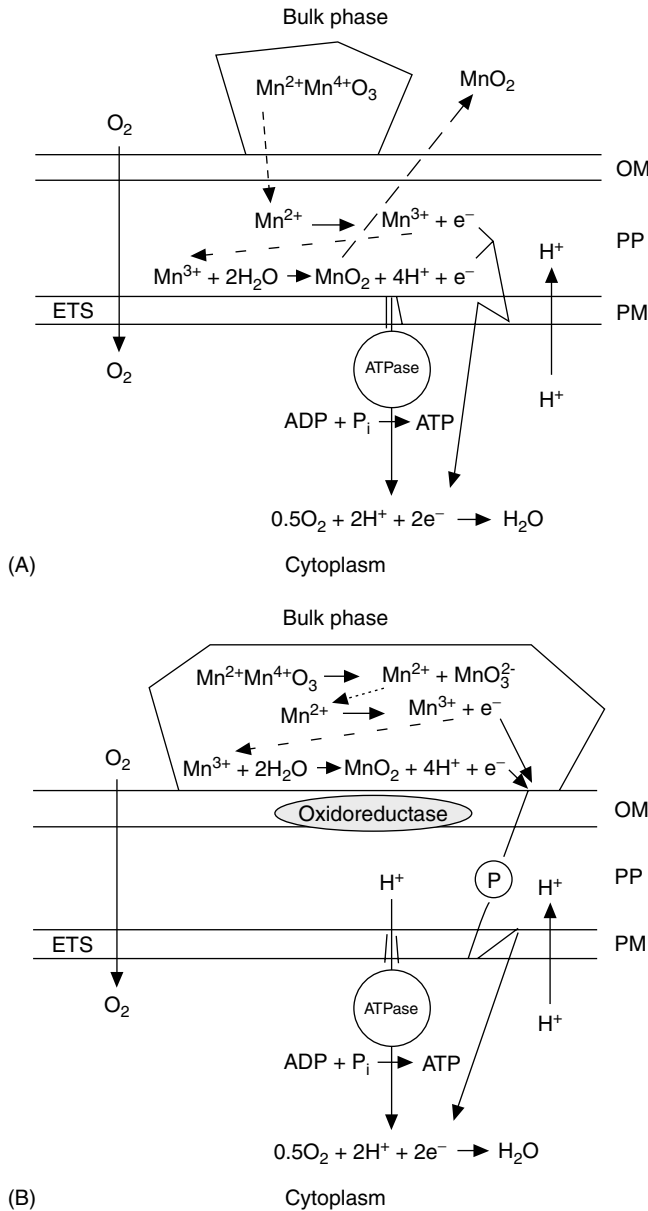 Bulk phase
Mn²⁺Mn⁴⁺O₃
MnO₂
O₂
OM
Mn²⁺ → Mn³⁺ + e⁻
PP
H⁺
Mn³⁺ + 2H₂O → MnO₂ + 4H⁺ + e⁻
ETS
PM
O₂
ATPase
H⁺
ADP + Pᵢ → ATP
0.5O₂ + 2H⁺ + 2e⁻ → H₂O
(A)
Cytoplasm
Bulk phase
Mn²⁺Mn⁴⁺O₃ → Mn²⁺ + MnO₃²⁻
Mn²⁺ → Mn³⁺ + e⁻
O₂
Mn³⁺ + 2H₂O → MnO₂ + 4H⁺ + e⁻
Oxidoreductase
OM
P
PP
H⁺
H⁺
ETS
PM
O₂
ATPase
H⁺
ADP + Pᵢ → ATP
0.5O₂ + 2H⁺ + 2e⁻ → H₂O
(B)
Cytoplasm